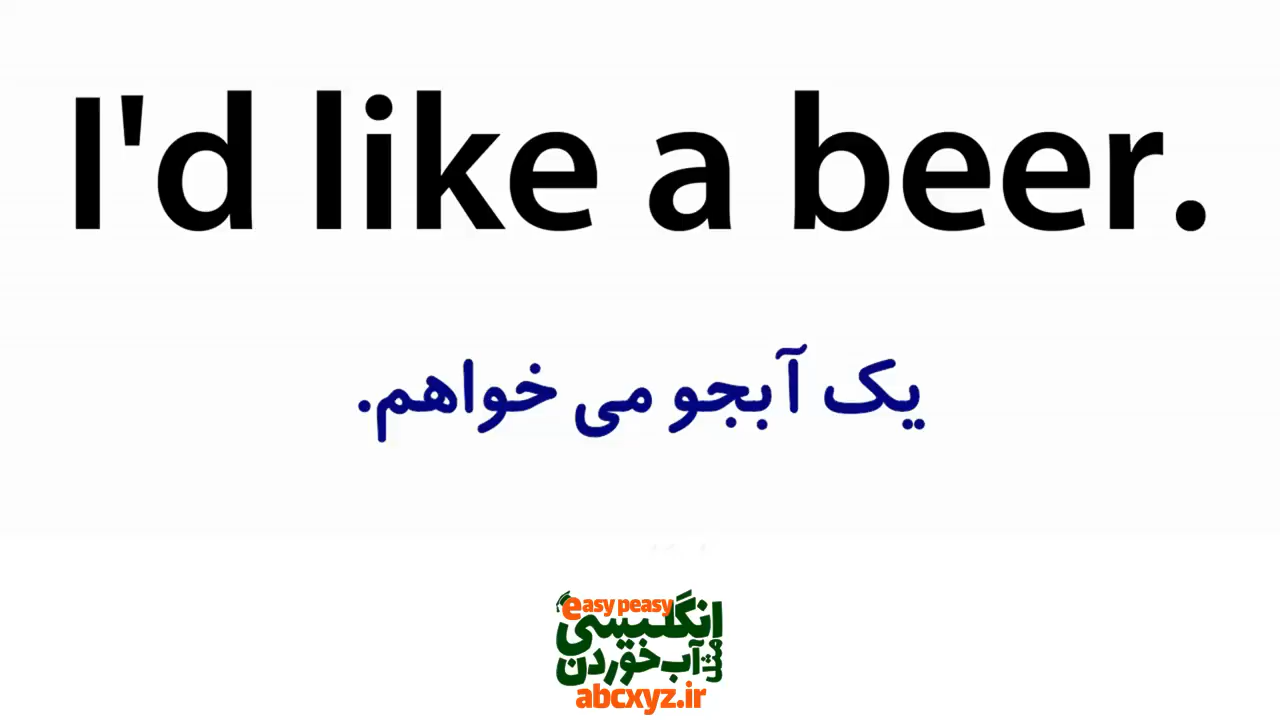 I'd like a beer.
یک آبجو می خواهم.
easy peasy
انگلیسی
مثل آب خوردن
abcxyz.ir